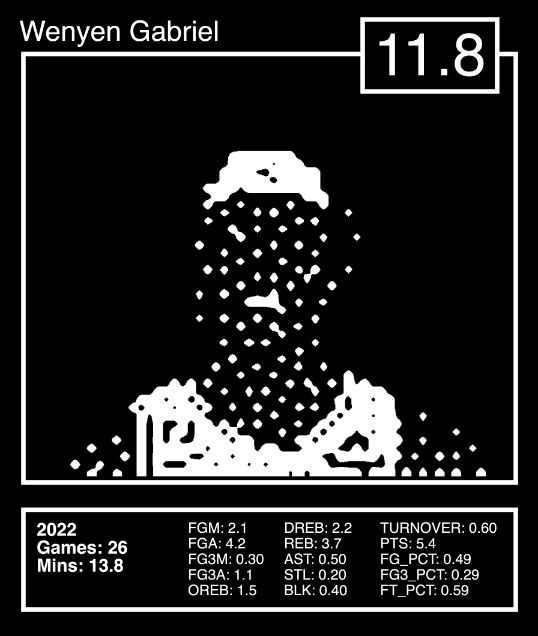 Wenyen Gabriel
11.8
2022
Games: 26
Mins: 13.8
FGM: 2.1
FGA: 4.2
FG3M: 0.30
FG3A: 1.1
OREB: 1.5
DREB: 2.2
REB: 3.7
AST: 0.50
STL: 0.20
BLK: 0.40
TURNOVER: 0.60
PTS: 5.4
FG_PCT: 0.49
FG3_PCT: 0.29
FT_PCT: 0.59